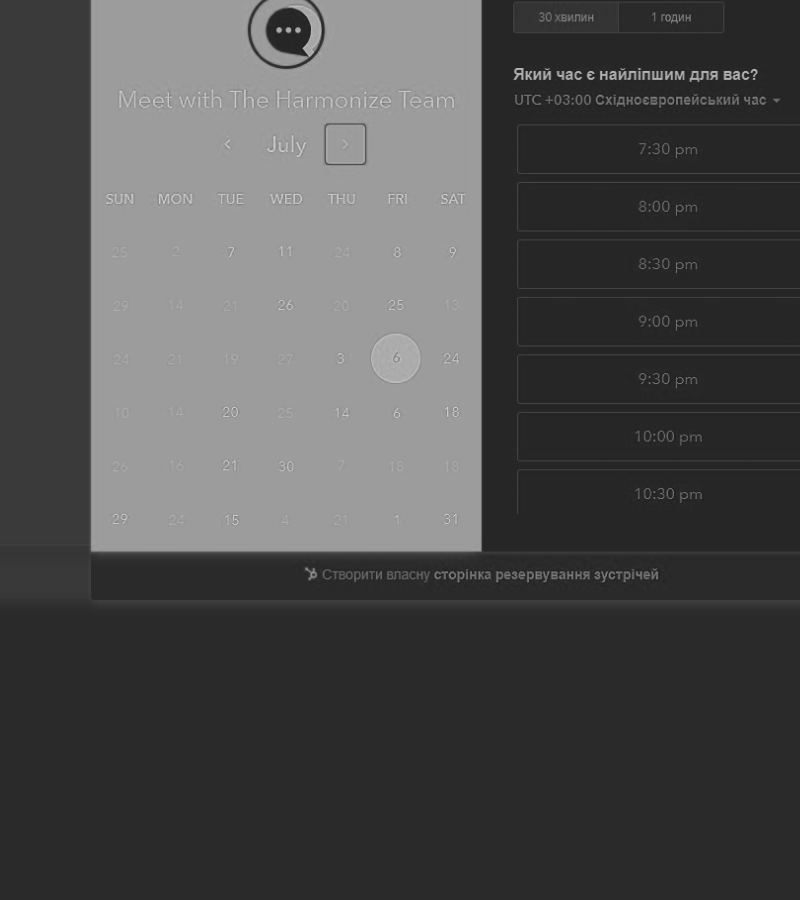 30 хвилин 1 годин
Який час є найліпшим для вас?
UTC +03:00 Східноєвропейський час
Meet with The Harmonize Team
July
SUN MON TUE WED THU FRI SAT
25 2 7 11 24 8 9
29 14 21 26 20 25 13
24 21 19 27 3 6 24
10 14 20 25 14 6 18
26 16 21 30 7 18
29 24 15 4 21 1 31
7:30 pm
8:00 pm
8:30 pm
9:00 pm
9:30 pm
10:00 pm
10:30 pm
Створити власну сторінка резервування зустрічей